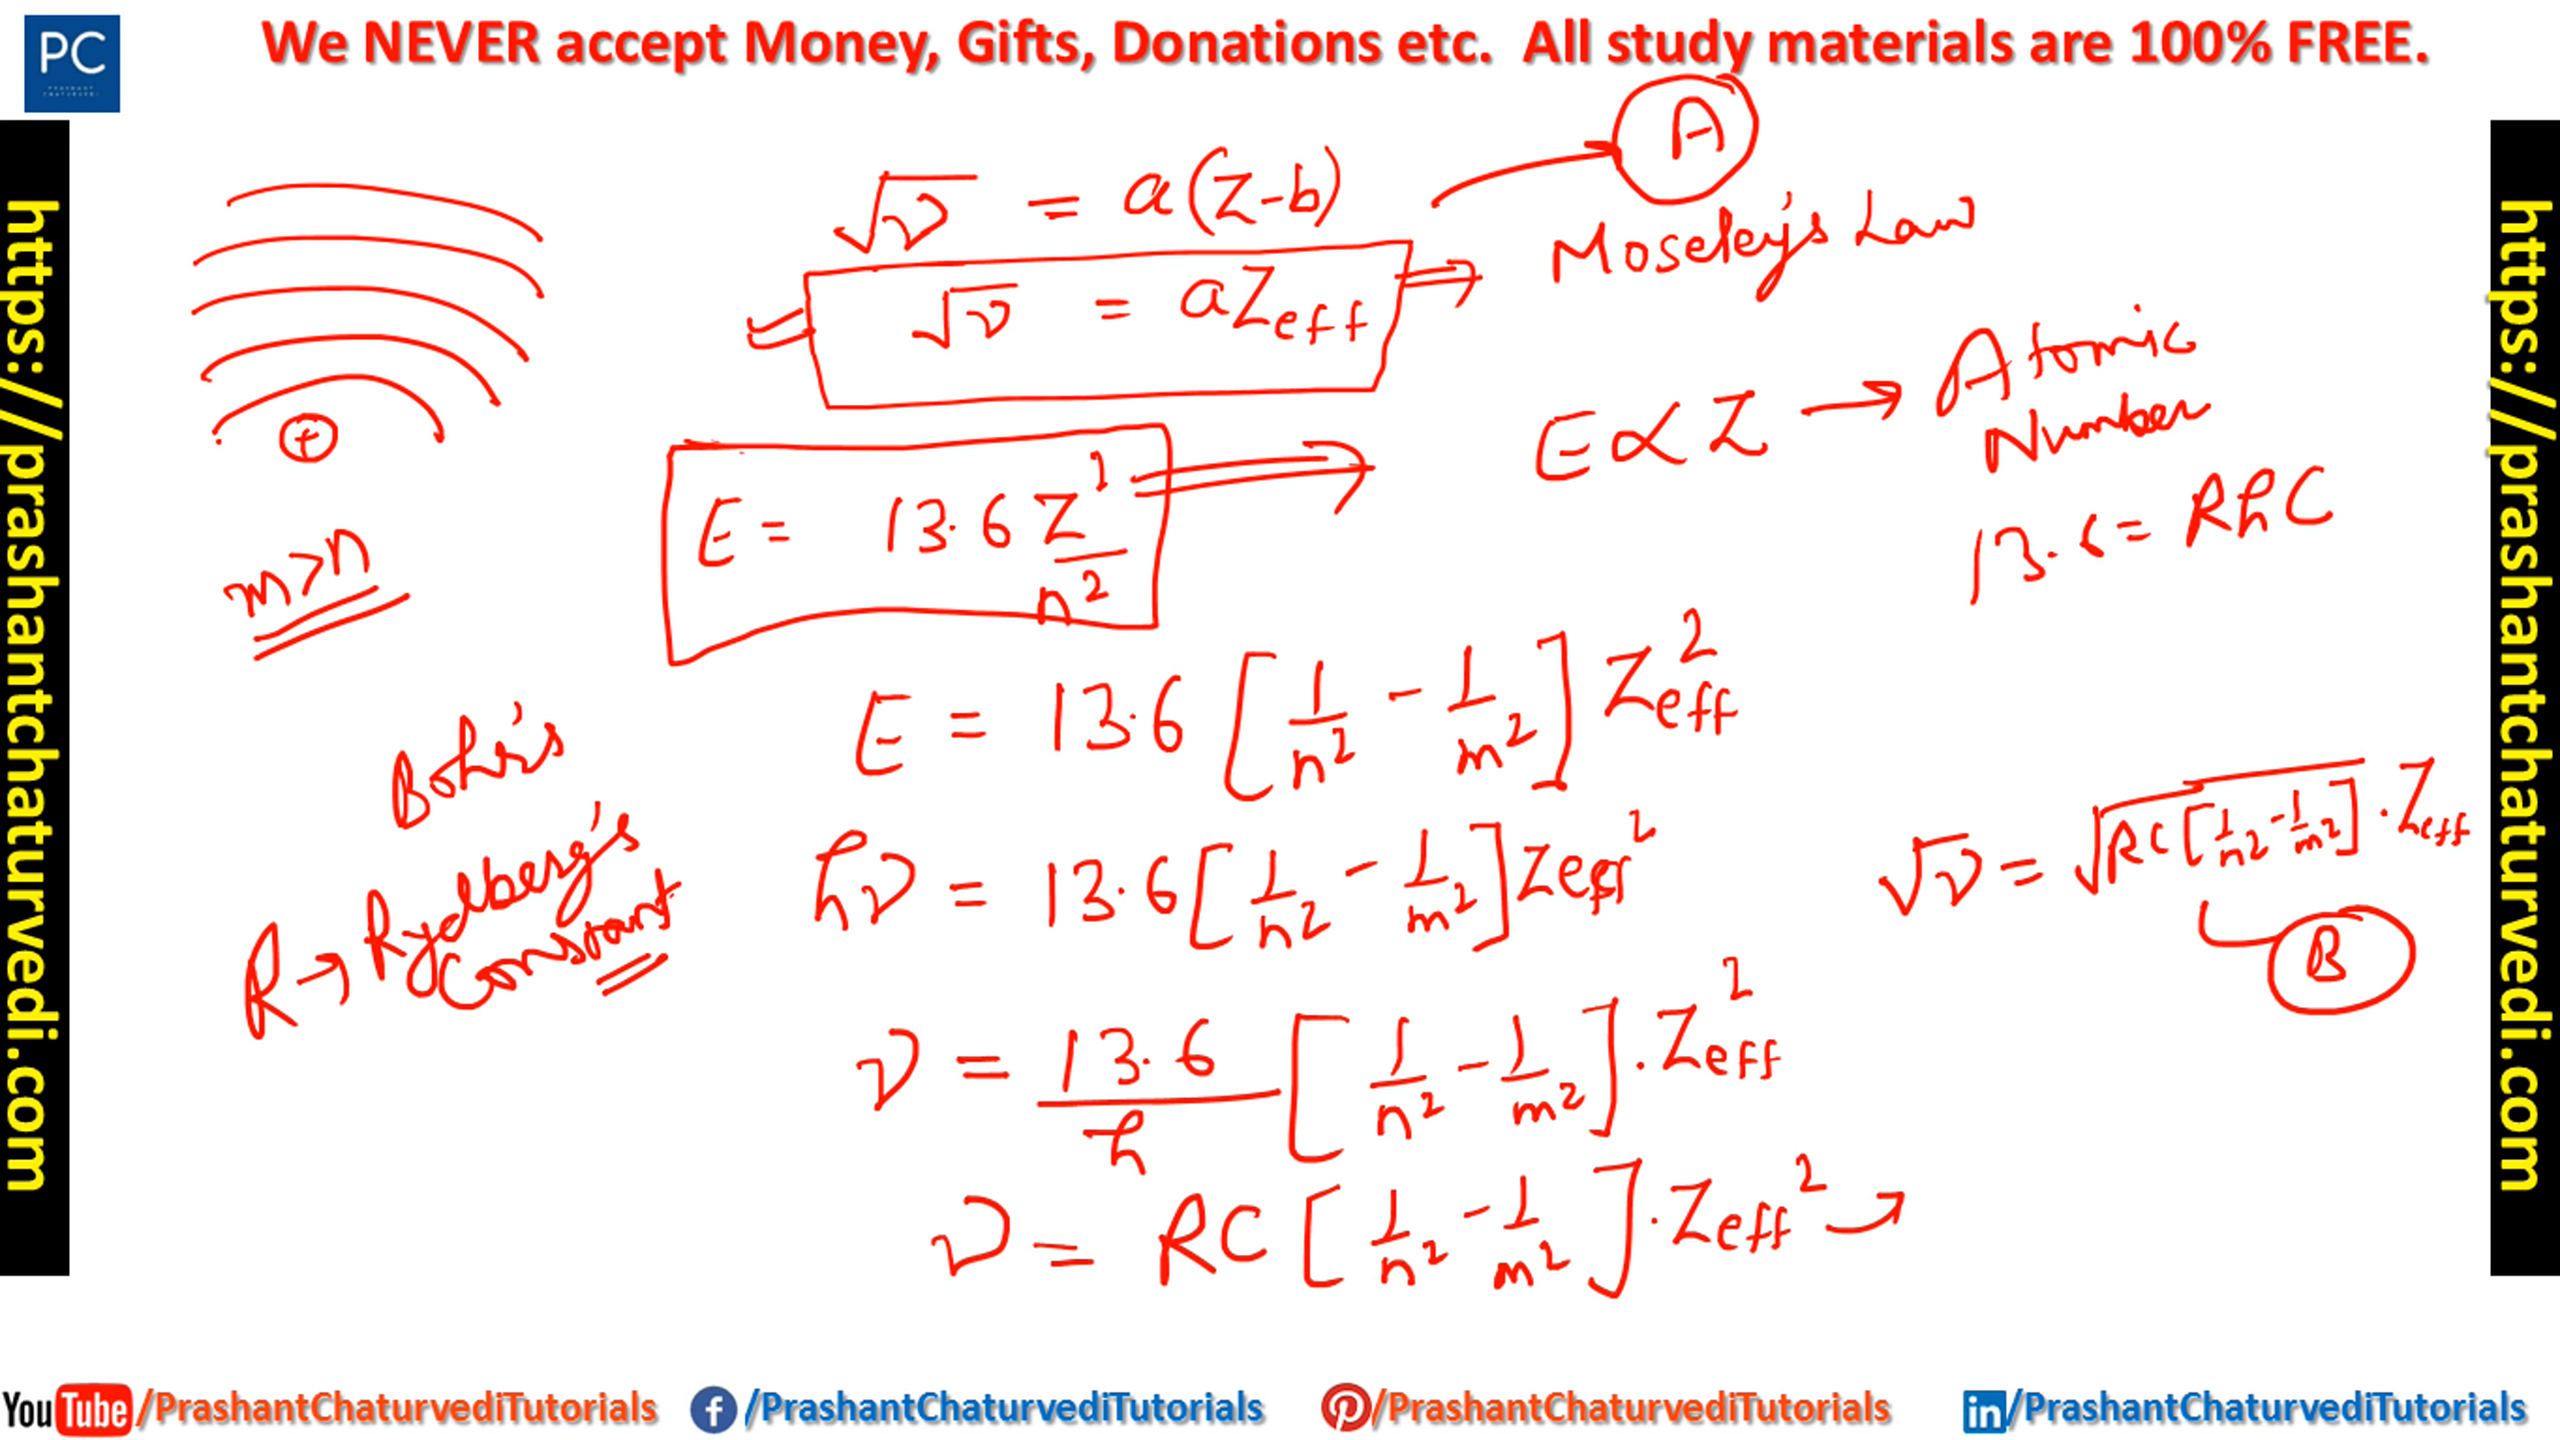 PC
PRASHANT
CHATURVEDI
We NEVER accept Money, Gifts, Donations etc. All study materials are 100% FREE.
https://prashantchaturvedi.com
√ν = a(Z-b) → A
√ν = aZeff ⇒ Moseley's Law
E ∝ Z → Atomic Number
E = 13.6 Z²/n² ⇒
13.6 = RhC
+
m>n
E = 13.6 [1/n² - 1/m²] Zeff²
Bohr's
hν = 13.6 [1/n² - 1/m²] Zeff²
√ν = √RC[1/n² - 1/m²] . Zeff
B
R → Rydberg's Constant
ν = 13.6/h [1/n² - 1/m²] . Zeff²
ν = RC [1/n² - 1/m²] . Zeff² →
https://prashantchaturvedi.com
YouTube /PrashantChaturvediTutorials
f /PrashantChaturvediTutorials
/PrashantChaturvediTutorials
in /PrashantChaturvediTutorials